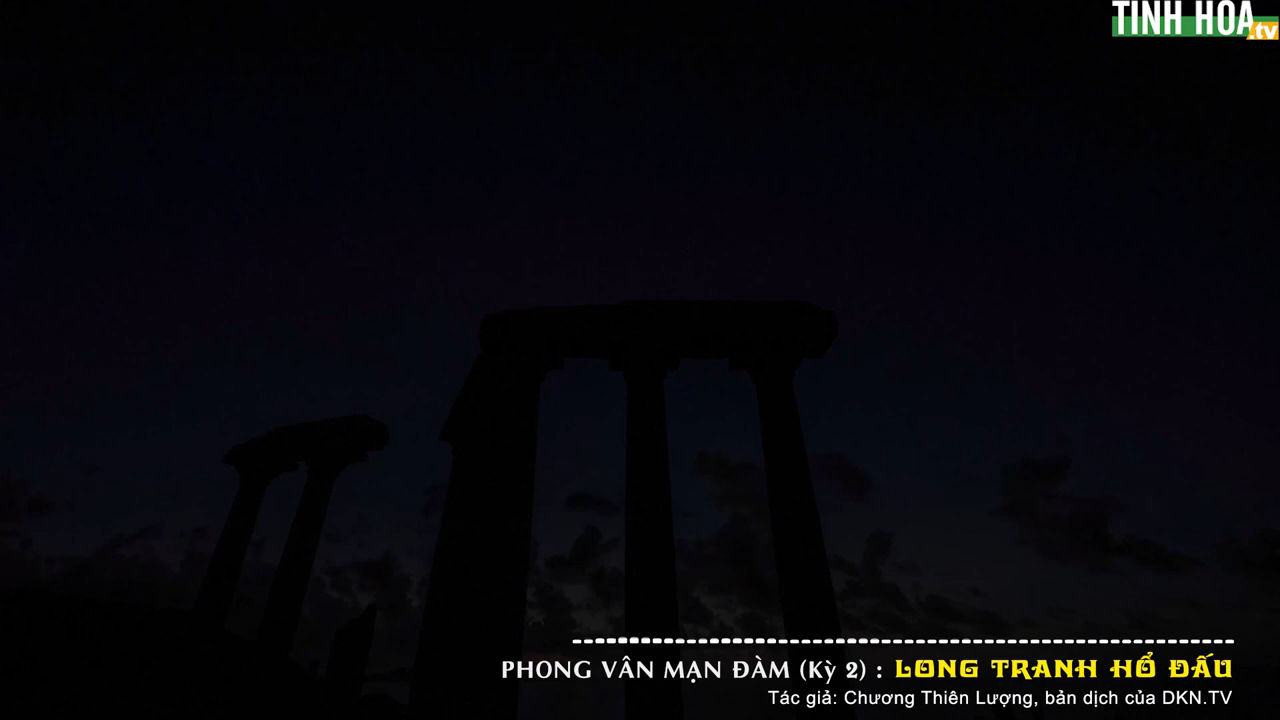 TINH HOA
.tv
PHONG VÂN MẠN ĐÀM (Kỳ 2) : LONG TRANH HỔ ĐẤU
Tác giả: Chương Thiên Lượng, bản dịch của DKN.TV